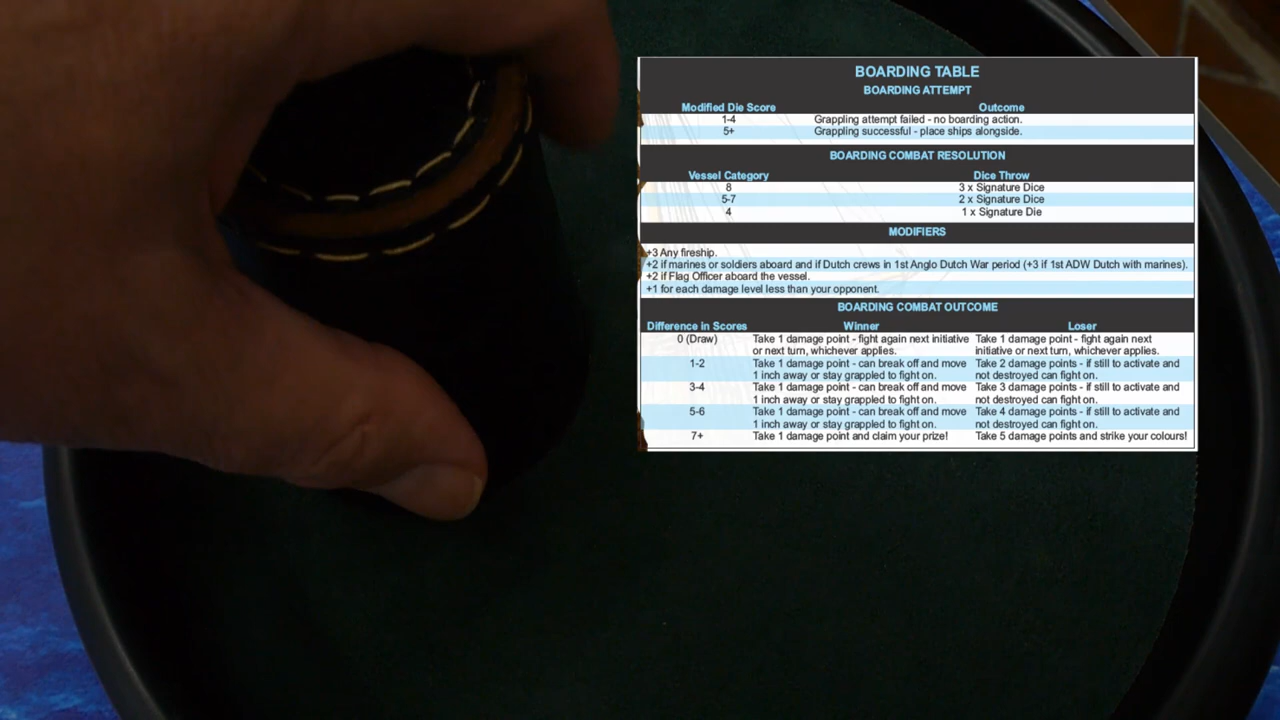 BOARDING TABLE
BOARDING ATTEMPT
Modified Die Score Outcome
1-4 Grappling attempt failed - no boarding action.
5+ Grappling successful - place ships alongside.
BOARDING COMBAT RESOLUTION
Vessel Category Dice Throw
8 3 x Signature Dice
5-7 2 x Signature Dice
4 1 x Signature Die
MODIFIERS
+3 Any fireship.
+2 if marines or soldiers aboard and if Dutch crews in 1st Anglo Dutch War period (+3 if 1st ADW Dutch with marines).
+2 if Flag Officer aboard the vessel.
+1 for each damage level less than your opponent.
BOARDING COMBAT OUTCOME
Difference in Scores Winner Loser
0 (Draw) Take 1 damage point - fight again next initiative Take 1 damage point - fight again next
or next turn, whichever applies. initiative or next turn, whichever applies.
1-2 Take 1 damage point - can break off and move Take 2 damage points - if still to activate and
1 inch away or stay grappled to fight on. not destroyed can fight on.
3-4 Take 1 damage point - can break off and move Take 3 damage points - if still to activate and
1 inch away or stay grappled to fight on. not destroyed can fight on.
5-6 Take 1 damage point - can break off and move Take 4 damage points - if still to activate and
1 inch away or stay grappled to fight on. not destroyed can fight on.
7+ Take 1 damage point and claim your prize! Take 5 damage points and strike your colours!